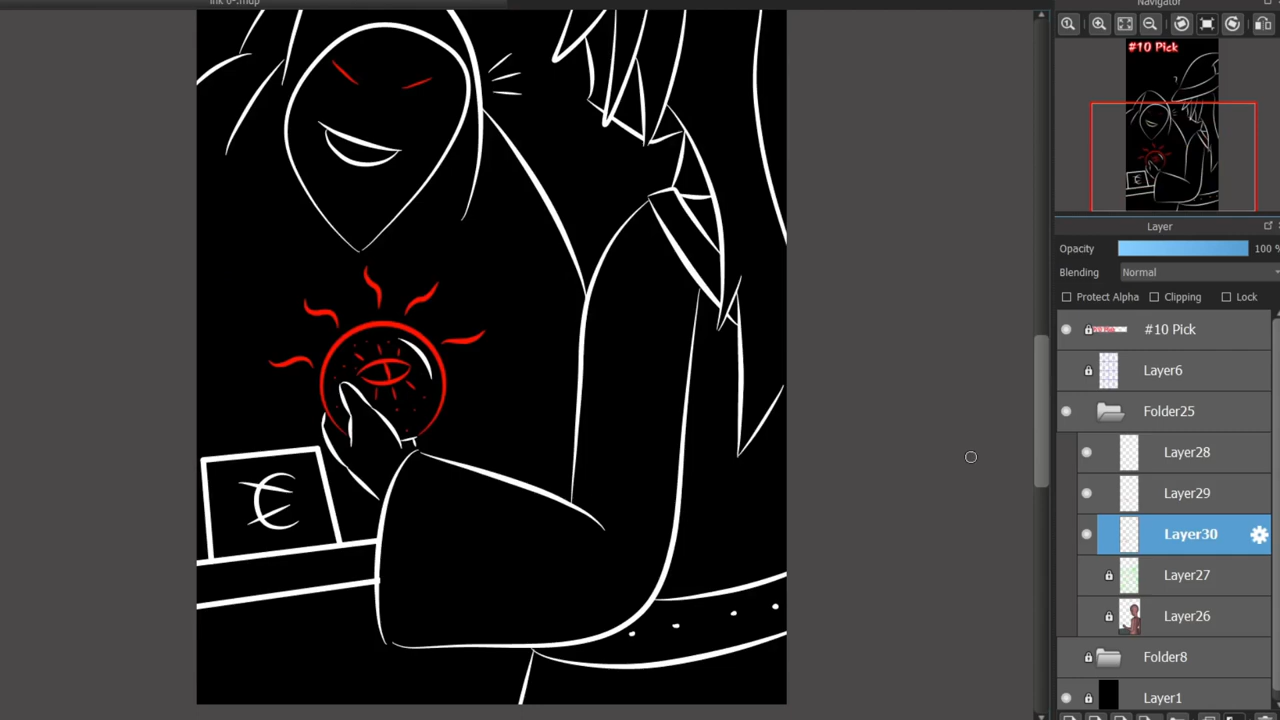 ink 6-.mdp
Navigator
#10 Pick
€
Layer
Opacity 100 %
Blending Normal
Protect Alpha Clipping Lock
#10 Pick
Layer6
Folder25
Layer28
Layer29
Layer30
Layer27
Layer26
Folder8
Layer1